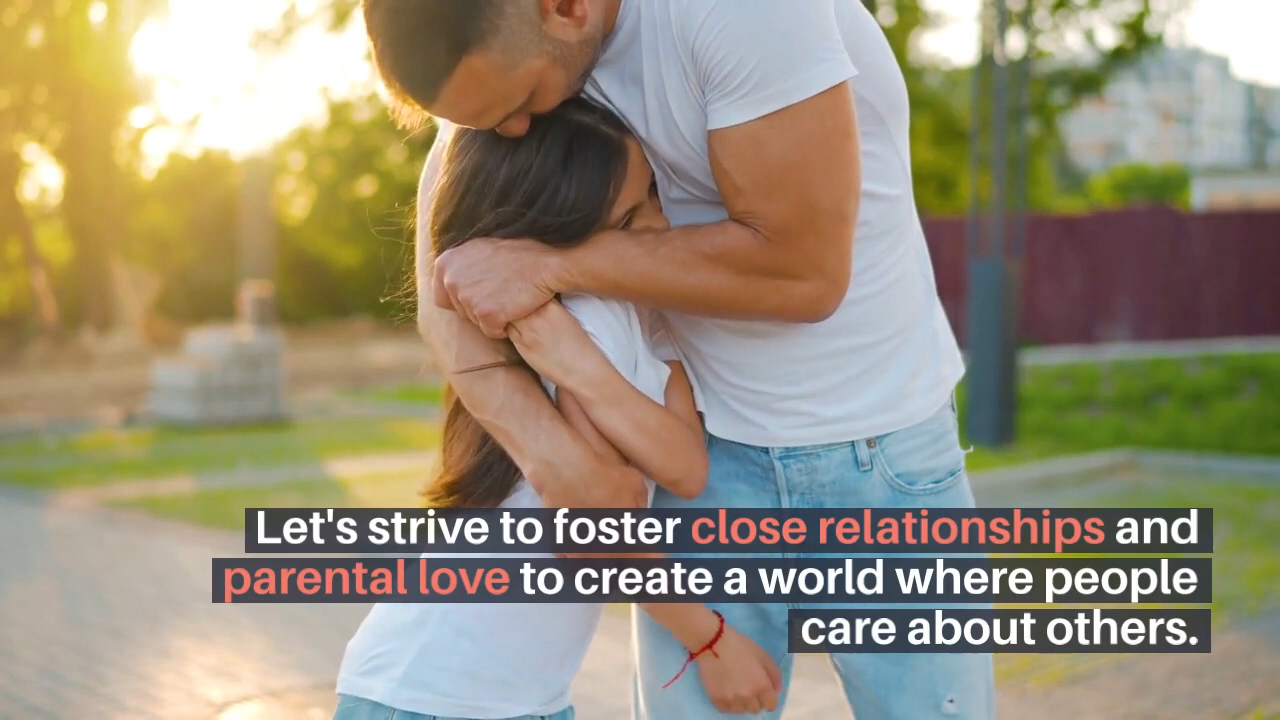 Let's strive to foster close relationships and
parental love to create a world where people
care about others.